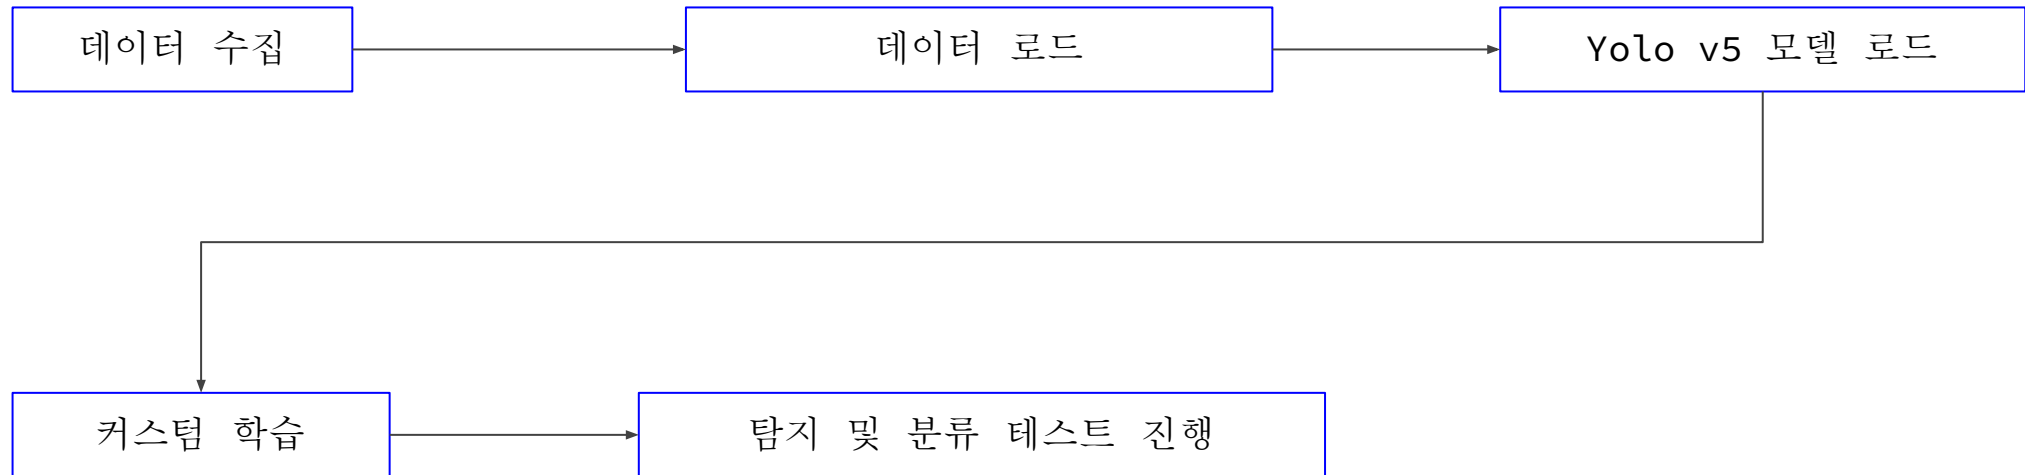 데이터 수집
데이터 로드
Yolo v5 모델 로드
커스텀 학습
탐지 및 분류 테스트 진행